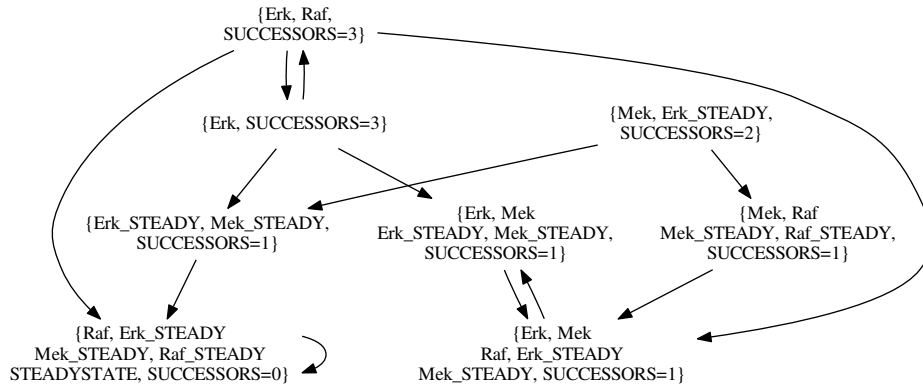 {Erk, Raf,
SUCCESSORS=3}
{Erk, SUCCESSORS=3}
{Mek, Erk_STEADY,
SUCCESSORS=2}
{Erk_STEADY, Mek_STEADY,
SUCCESSORS=1}
{Erk, Mek
Erk_STEADY, Mek_STEADY,
SUCCESSORS=1}
{Mek, Raf
Mek_STEADY, Raf_STEADY,
SUCCESSORS=1}
{Raf, Erk_STEADY
Mek_STEADY, Raf_STEADY
STEADYSTATE, SUCCESSORS=0}
{Erk, Mek
Raf, Erk_STEADY
Mek_STEADY, SUCCESSORS=1}